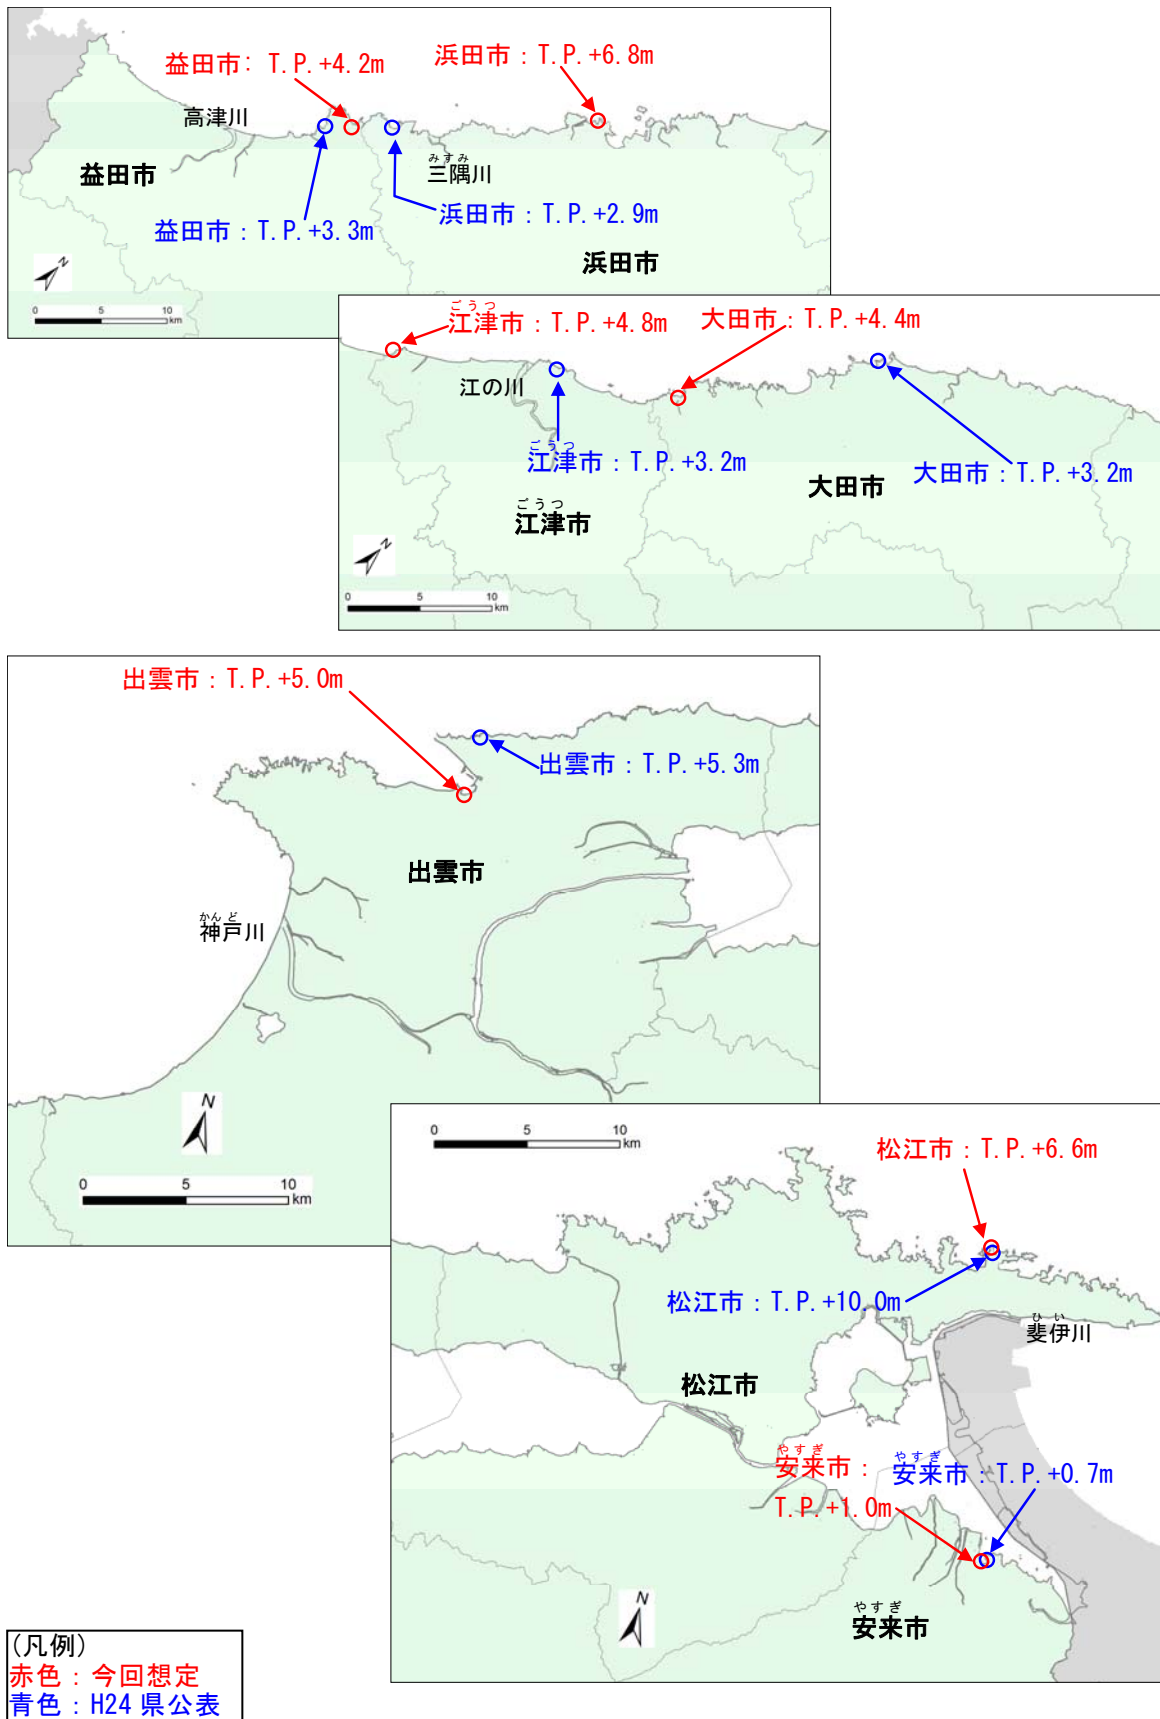 益田市: T.P.+4.2m
浜田市：T.P.+6.8m
高津川
益田市
みすみ
三隅川
益田市：T.P.+3.3m
浜田市：T.P.+2.9m
浜田市
N
0 5 10
km
ごうつ
江津市：T.P.+4.8m
大田市：T.P.+4.4m
江の川
ごうつ
江津市：T.P.+3.2m
大田市：T.P.+3.2m
大田市
ごうつ
江津市
N
0 5 10
km
出雲市：T.P.+5.0m
出雲市：T.P.+5.3m
出雲市
かんど
神戸川
N
0 5 10
km
0 5 10
km
松江市：T.P.+6.6m
松江市：T.P.+10.0m
ひい
斐伊川
松江市
やすぎ
安来市：
T.P.+1.0m
やすぎ
安来市：T.P.+0.7m
N
やすぎ
安来市
(凡例)
赤色：今回想定
青色：H24 県公表